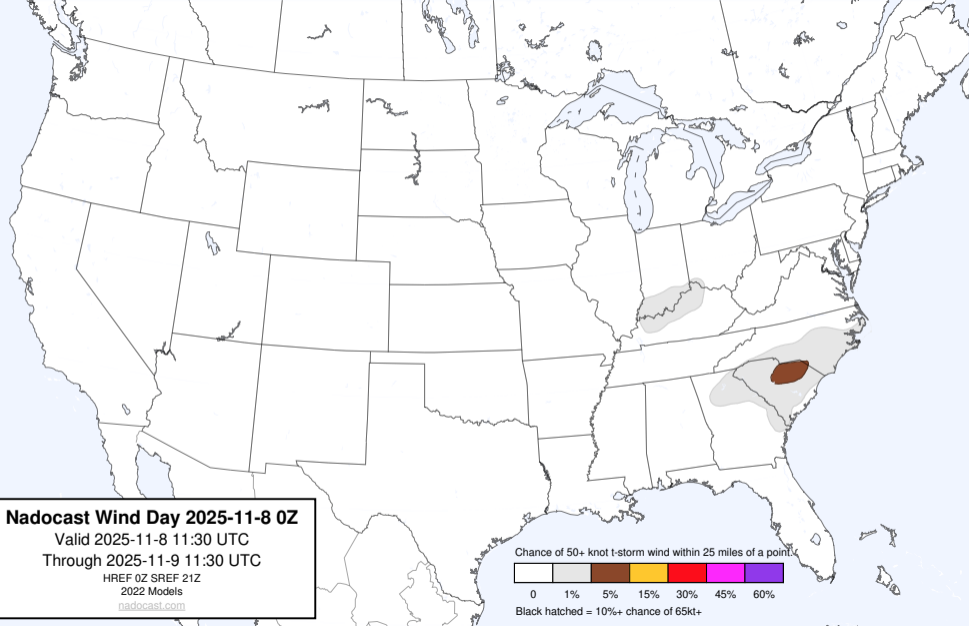 Nadocast Wind Day 2025-11-8 0Z
Valid 2025-11-8 11:30 UTC
Through 2025-11-9 11:30 UTC
HREF 0Z SREF 21Z
2022 Models
nadocast.com
Chance of 50+ knot t-storm wind within 25 miles of a point.
0 1% 5% 15% 30% 45% 60%
Black hatched = 10%+ chance of 65kt+